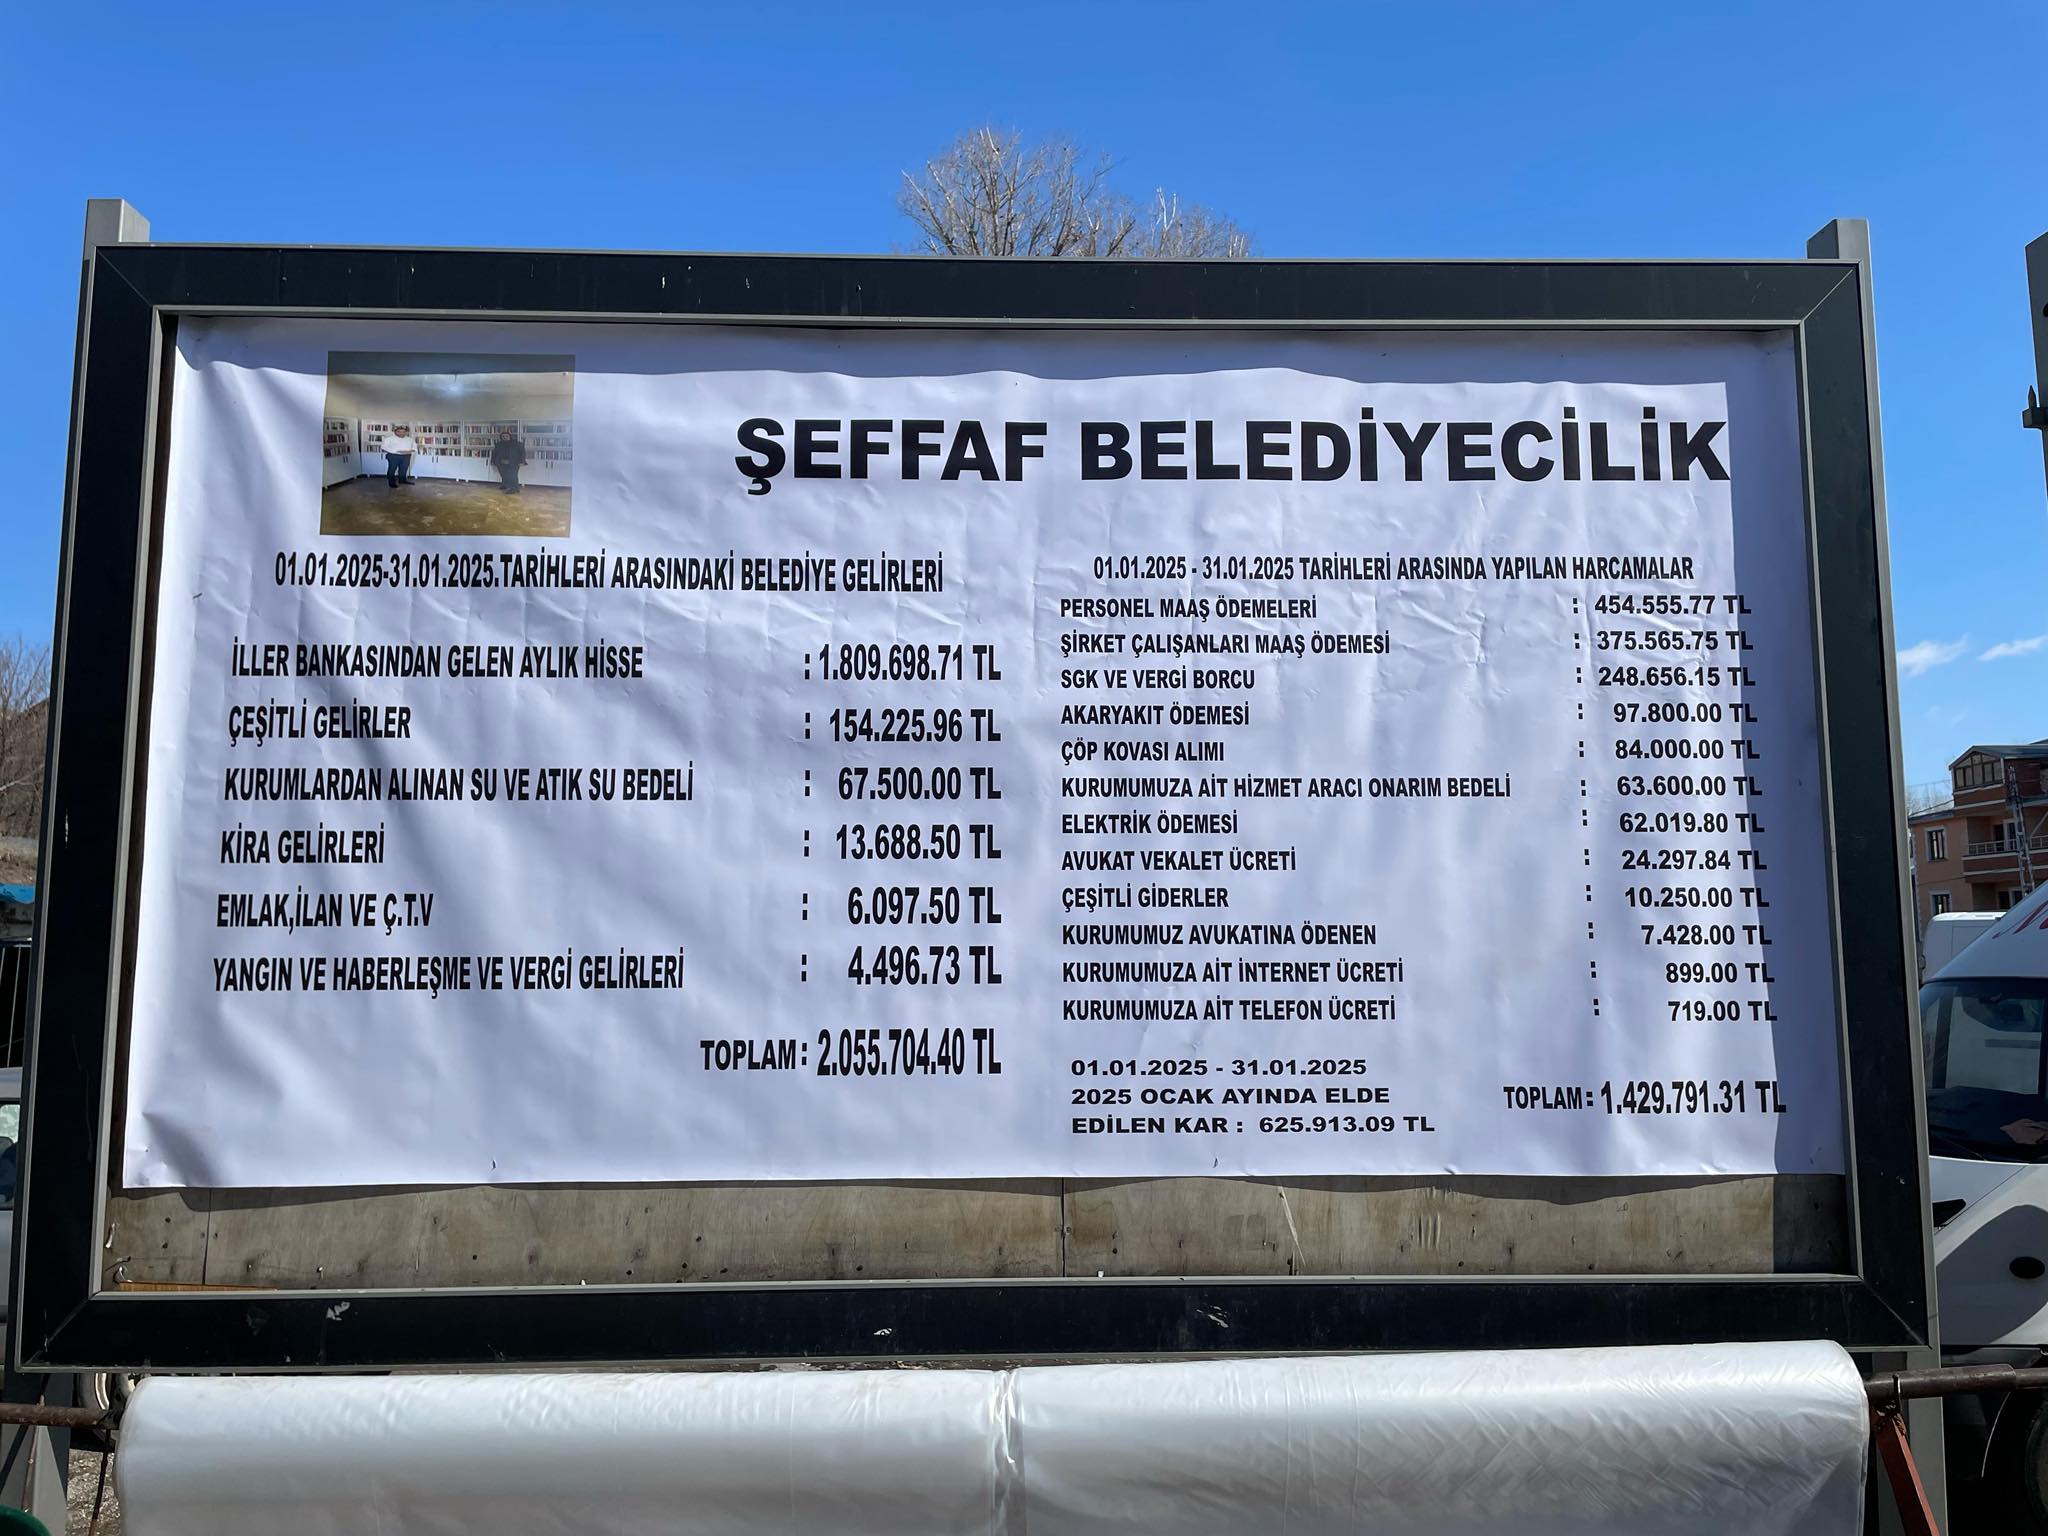 ŞEFFAF BELEDİYECİLİK
01.01.2025-31.01.2025.TARİHLERİ ARASINDAKİ BELEDİYE GELİRLERİ
İLLER BANKASINDAN GELEN AYLIK HİSSE : 1.809.698.71 TL
ÇEŞİTLİ GELİRLER : 154.225.96 TL
KURUMLARDAN ALINAN SU VE ATIK SU BEDELİ : 67.500.00 TL
KİRA GELİRLERİ : 13.688.50 TL
EMLAK,İLAN VE Ç.T.V : 6.097.50 TL
YANGIN VE HABERLEŞME VE VERGİ GELİRLERİ : 4.496.73 TL
TOPLAM : 2.055.704.40 TL
01.01.2025 - 31.01.2025 TARİHLERİ ARASINDA YAPILAN HARCAMALAR
PERSONEL MAAŞ ÖDEMELERİ : 454.555.77 TL
ŞİRKET ÇALIŞANLARI MAAŞ ÖDEMESİ : 375.565.75 TL
SGK VE VERGİ BORCU : 248.656.15 TL
AKARYAKIT ÖDEMESİ : 97.800.00 TL
ÇÖP KOVASI ALIMI : 84.000.00 TL
KURUMUMUZA AİT HİZMET ARACI ONARIM BEDELİ : 63.600.00 TL
ELEKTRİK ÖDEMESİ : 62.019.80 TL
AVUKAT VEKALET ÜCRETİ : 24.297.84 TL
ÇEŞİTLİ GİDERLER : 10.250.00 TL
KURUMUMUZ AVUKATINA ÖDENEN : 7.428.00 TL
KURUMUMUZA AİT İNTERNET ÜCRETİ : 899.00 TL
KURUMUMUZA AİT TELEFON ÜCRETİ : 719.00 TL
01.01.2025 - 31.01.2025
2025 OCAK AYINDA ELDE
EDİLEN KAR : 625.913.09 TL
TOPLAM : 1.429.791.31 TL